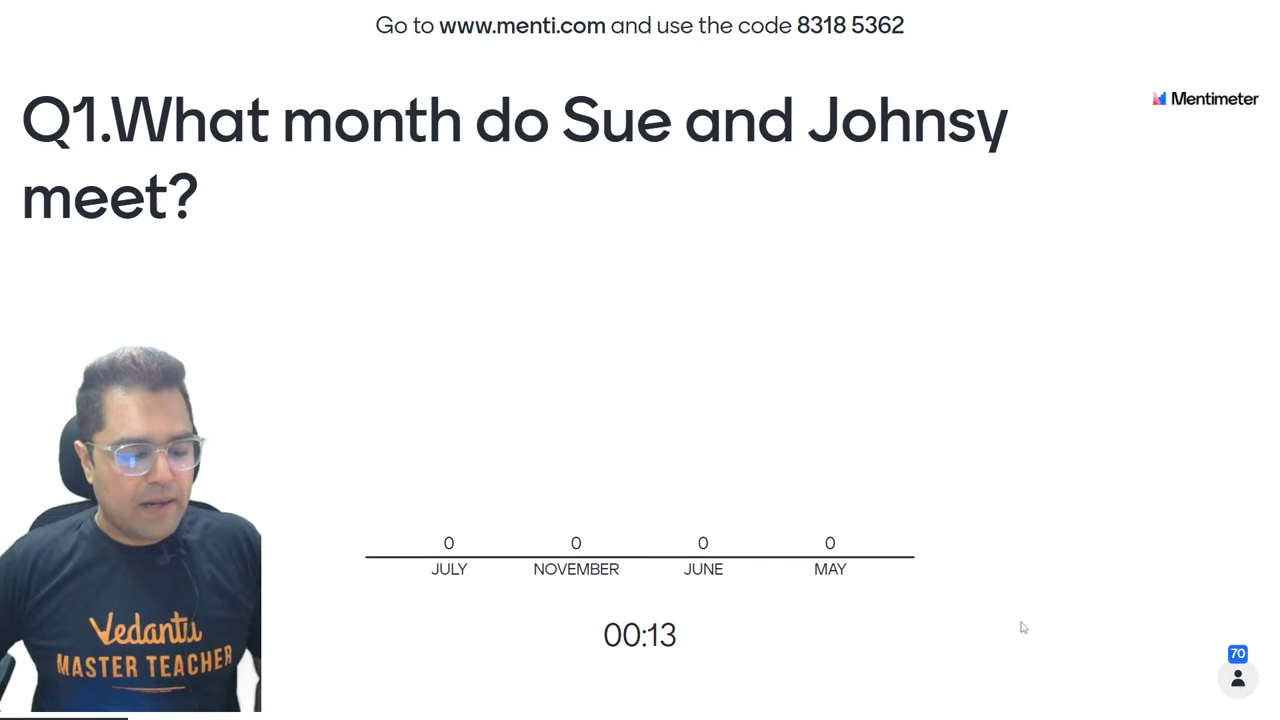 Go to www.menti.com and use the code 8318 5362
Mentimeter
Q1.What month do Sue and Johnsy
meet?
0 0 0 0
JULY NOVEMBER JUNE MAY
00:13
Vedantu
MASTER TEACHER
70